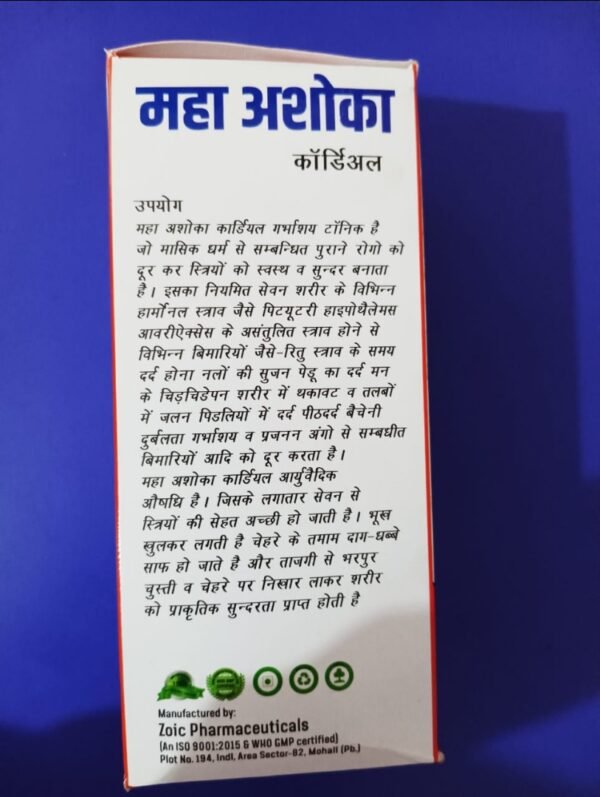 महा अशोका
कॉर्डिअल
उपयोग
महा अशोका कार्डियल गर्भाशय टॉनिक है
जो मासिक धर्म से सम्बन्धित पुराने रोगो को
दूर कर स्त्रियों को स्वस्थ व सुन्दर बनाता
है। इसका नियमित सेवन शरीर के विभिन्न
हार्मोनल स्त्राव जैसे पिटयूटरी हाइपोथैलेमस
आवरीऐक्सेस के असंतुलित स्त्राव होने से
विभिन्न बिमारियों जैसे-रितु स्त्राव के समय
दर्द होना नलों की सुजन पेडू का दर्द मन
के चिड़चिडेपन शरीर में थकावट व तलबों
में जलन पिडलियों में दर्द पीठदर्द बैचेनी
दुर्बलता गर्भाशय व प्रजनन अंगो से सम्बधीत
बिमारियों आदि को दूर करता है।
महा अशोका कार्डियल आर्युवैदिक
औषधि है। जिसके लगातार सेवन से
स्त्रियों की सेहत अच्छी हो जाती है। भूख
खुलकर लगती है चेहरे के तमाम दाग-धब्बे
साफ हो जाते है और ताजगी से भरपुर
चुस्ती व चेहरे पर निखार लाकर शरीर
को प्राकृतिक सुन्दरता प्राप्त होती है
Manufactured by:
Zoic Pharmaceuticals
(An ISO 9001:2015 & WHO GMP certified)
Plot No. 194, Indl, Area Sector-82, Mohali (Pb.)